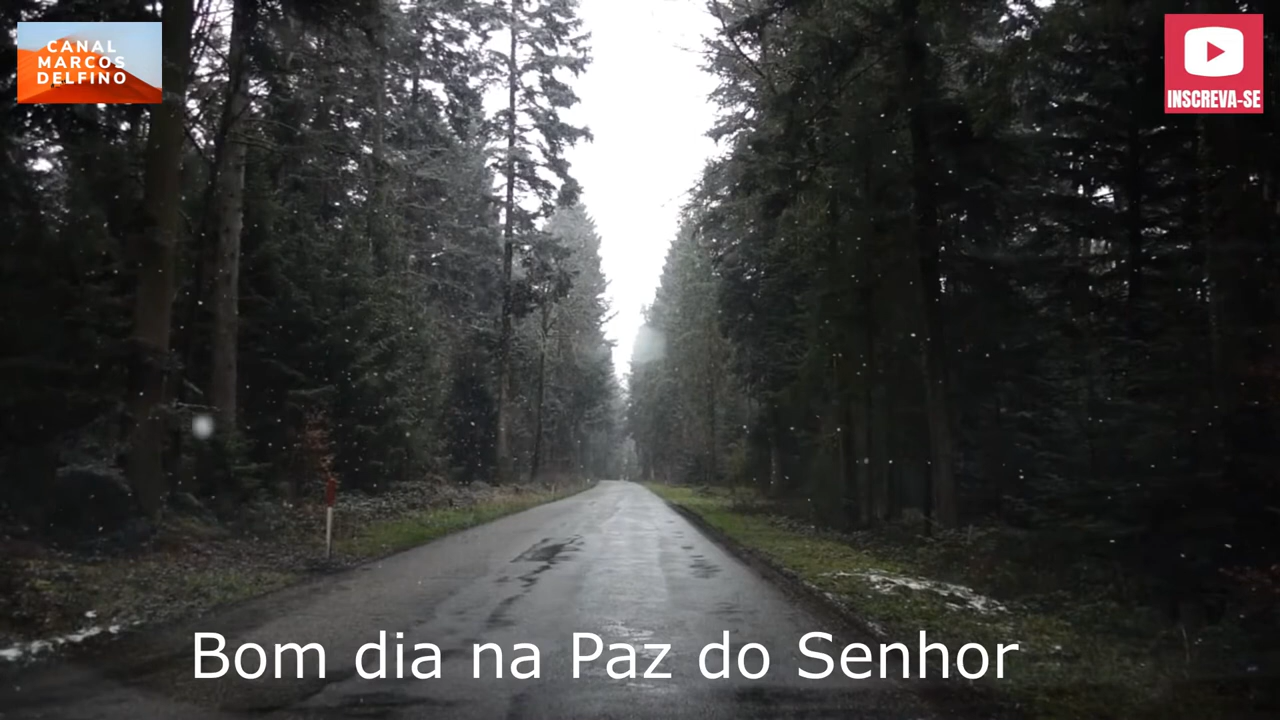 CANAL
MARCOS
DELFINO
INSCREVA-SE
Bom dia na Paz do Senhor